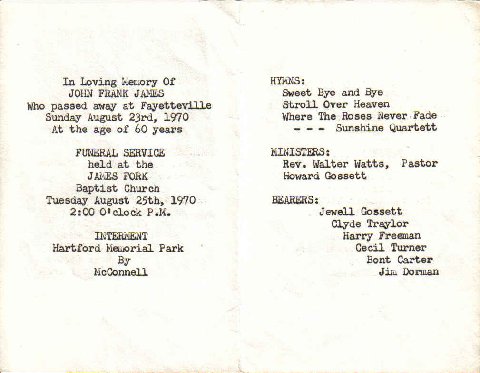 In Loving Memory Of
JOHN FRANK JAMES
Who passed away at Fayetteville
Sunday August 23rd, 1970
At the age of 60 years
FUNERAL SERVICE
held at the
JAMES FORK
Baptist Church
Tuesday August 25th, 1970
2:00 O'clock P.M.
INTERMENT
Hartford Memorial Park
By
McConnell
HYMNS:
Sweet Bye and Bye
Stroll Over Heaven
Where The Roses Never Fade
--- Sunshine Quartett
MINISTERS:
Rev. Walter Watts, Pastor
Howard Gossett
BEARERS:
Jewell Gossett
Clyde Traylor
Harry Freeman
Cecil Turner
Bont Carter
Jim Dorman